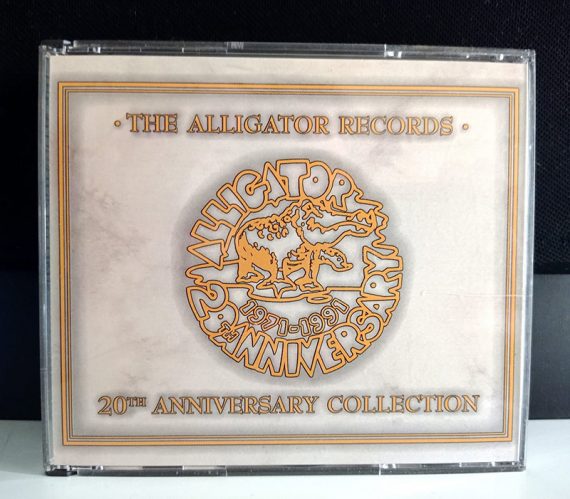 · THE ALLIGATOR RECORDS ·
ALLIGATOR
1971-1991
20th ANNIVERSARY
20TH ANNIVERSARY COLLECTION